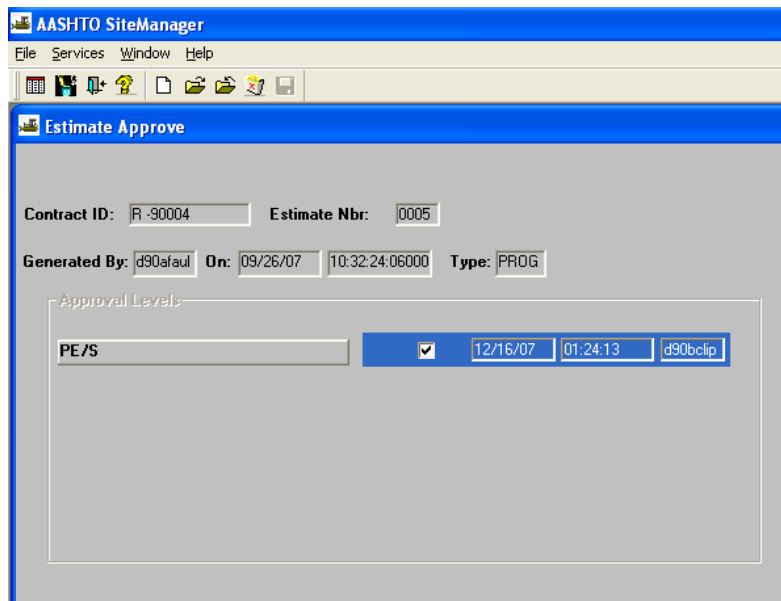 AASHTO SiteManager
File Services Window Help
Estimate Approve
Contract ID: R -90004 Estimate Nbr: 0005
Generated By: d90afaul On: 09/26/07 10:32:24:06000 Type: PROG
Approval Levels
PE/S 12/16/07 01:24:13 d90bclip